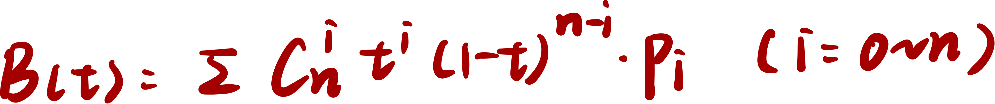 B(t) = Σ Cₙⁱ tⁱ (1-t)ⁿ⁻ⁱ · Pᵢ (i = 0~n)